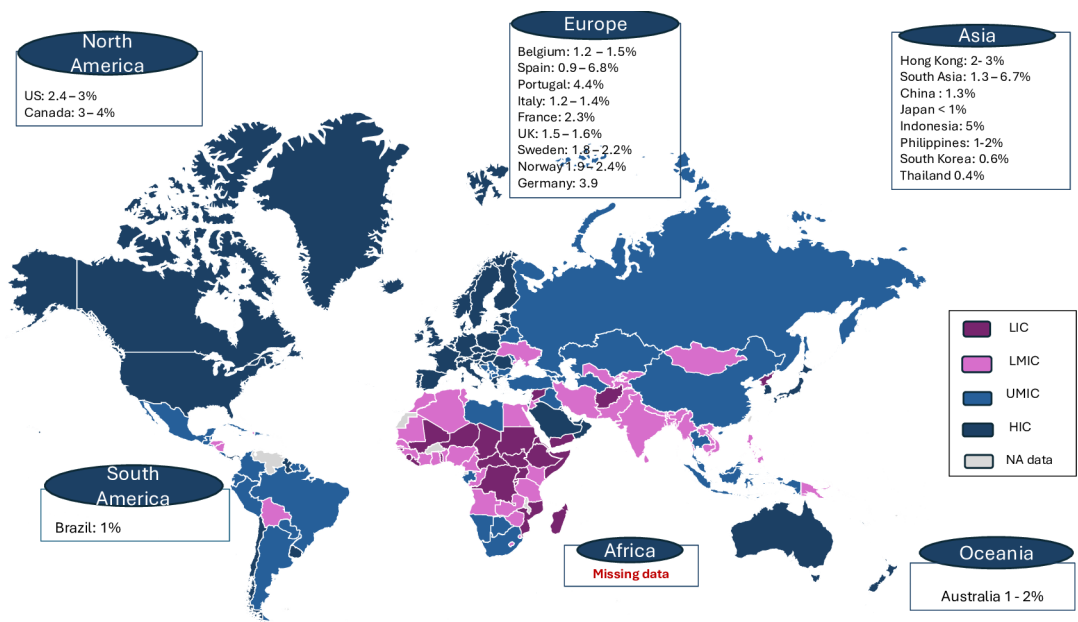 North
America
US: 2.4–3%
Canada: 3–4%
Europe
Belgium: 1.2 – 1.5%
Spain: 0.9–6.8%
Portugal: 4.4%
Italy: 1.2–1.4%
France: 2.3%
UK: 1.5–1.6%
Sweden: 1.8–2.2%
Norway 1.9–2.4%
Germany: 3.9
Asia
Hong Kong: 2- 3%
South Asia: 1.3–6.7%
China : 1.3%
Japan < 1%
Indonesia: 5%
Philippines: 1-2%
South Korea: 0.6%
Thailand 0.4%
LIC
LMIC
UMIC
HIC
NA data
South
America
Brazil: 1%
Africa
Missing data
Oceania
Australia 1 - 2%